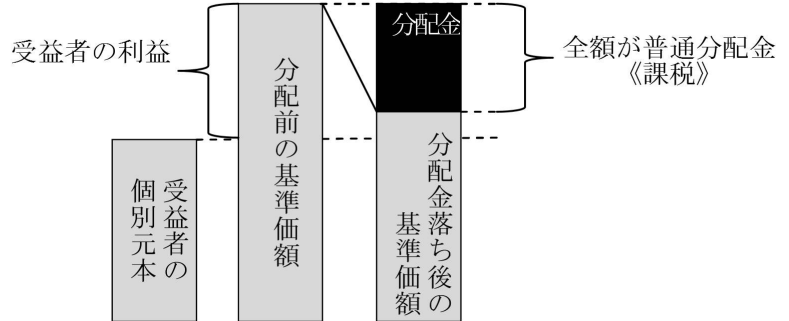 受益者の利益
分配金
全額が普通分配金
《課税》
受益者の
個別元本
分配前の基準価額
分配金落ち後の
基準価額